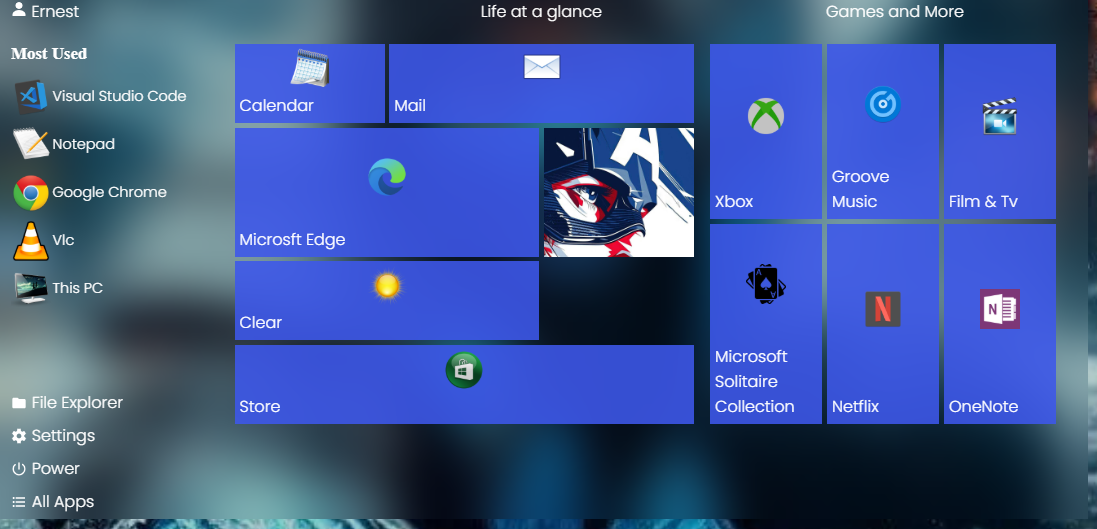 Ernest
Life at a glance
Games and More
Most Used
Visual Studio Code
Notepad
Google Chrome
Vlc
This PC
File Explorer
Settings
Power
All Apps
Calendar
Mail
Microsft Edge
Clear
Store
Xbox
Groove
Music
Film & Tv
Microsoft
Solitaire
Collection
Netflix
OneNote